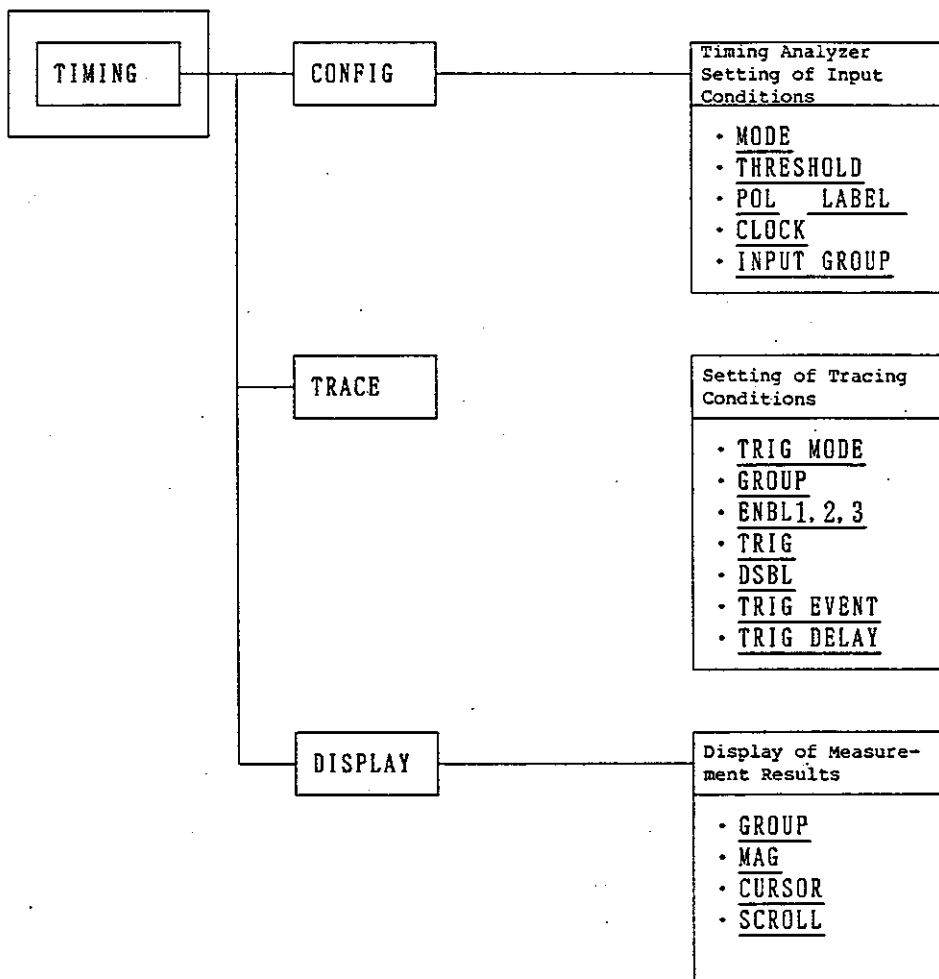 TIMING
CONFIG
Timing Analyzer
Setting of Input
Conditions
• MODE
• THRESHOLD
• POL LABEL
• CLOCK
• INPUT GROUP
TRACE
Setting of Tracing
Conditions
• TRIG MODE
• GROUP
• ENBL1, 2, 3
• TRIG
• DSBL
• TRIG EVENT
• TRIG DELAY
DISPLAY
Display of Measure-
ment Results
• GROUP
• MAG
• CURSOR
• SCROLL